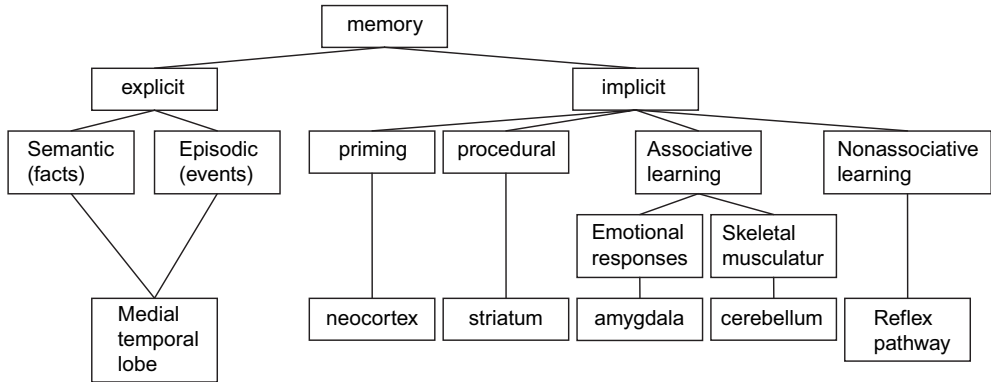 memory
explicit
implicit
Semantic
(facts)
Episodic
(events)
priming
procedural
Associative
learning
Nonassociative
learning
Emotional
responses
Skeletal
musculatur
Medial
temporal
lobe
neocortex
striatum
amygdala
cerebellum
Reflex
pathway